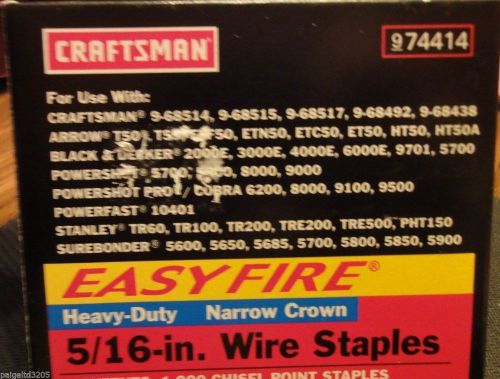 CRAFTSMAN
974414
For Use With:
CRAFTSMAN® 9-68514, 9-68515, 9-68517, 9-68492, 9-68438
ARROW® T50®, ETN50, ETC50, ET50, HT50, HT50A
BLACK & DECKER® 2000E, 3000E, 4000E, 6000E, 9701, 5700
POWERSHOT® 5700, 8000, 9000
POWERSHOT PRO / COBRA 6200, 8000, 9100, 9500
POWERFAST® 10401
STANLEY® TR60, TR100, TR200, TRE200, TRE500, PHT150
SUREBONDER® 5600, 5650, 5685, 5700, 5800, 5850, 5900
EASYFIRE®
Heavy-Duty Narrow Crown
5/16-in. Wire Staples
CHISEL POINT STAPLES
paigeltd3205